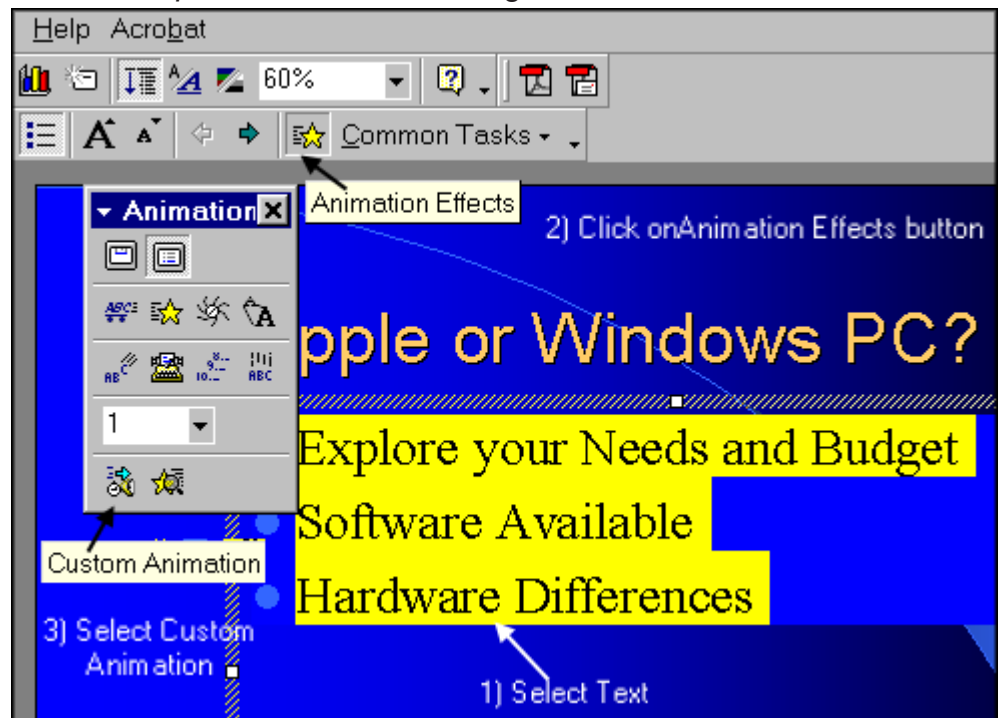 Help Acrobat
60%
Common Tasks
Animation Effects
Animation
2) Click onAnimation Effects button
pple or Windows PC?
1
Explore your Needs and Budget
Software Available
Custom Animation
Hardware Differences
3) Select Custom
Animation
1) Select Text